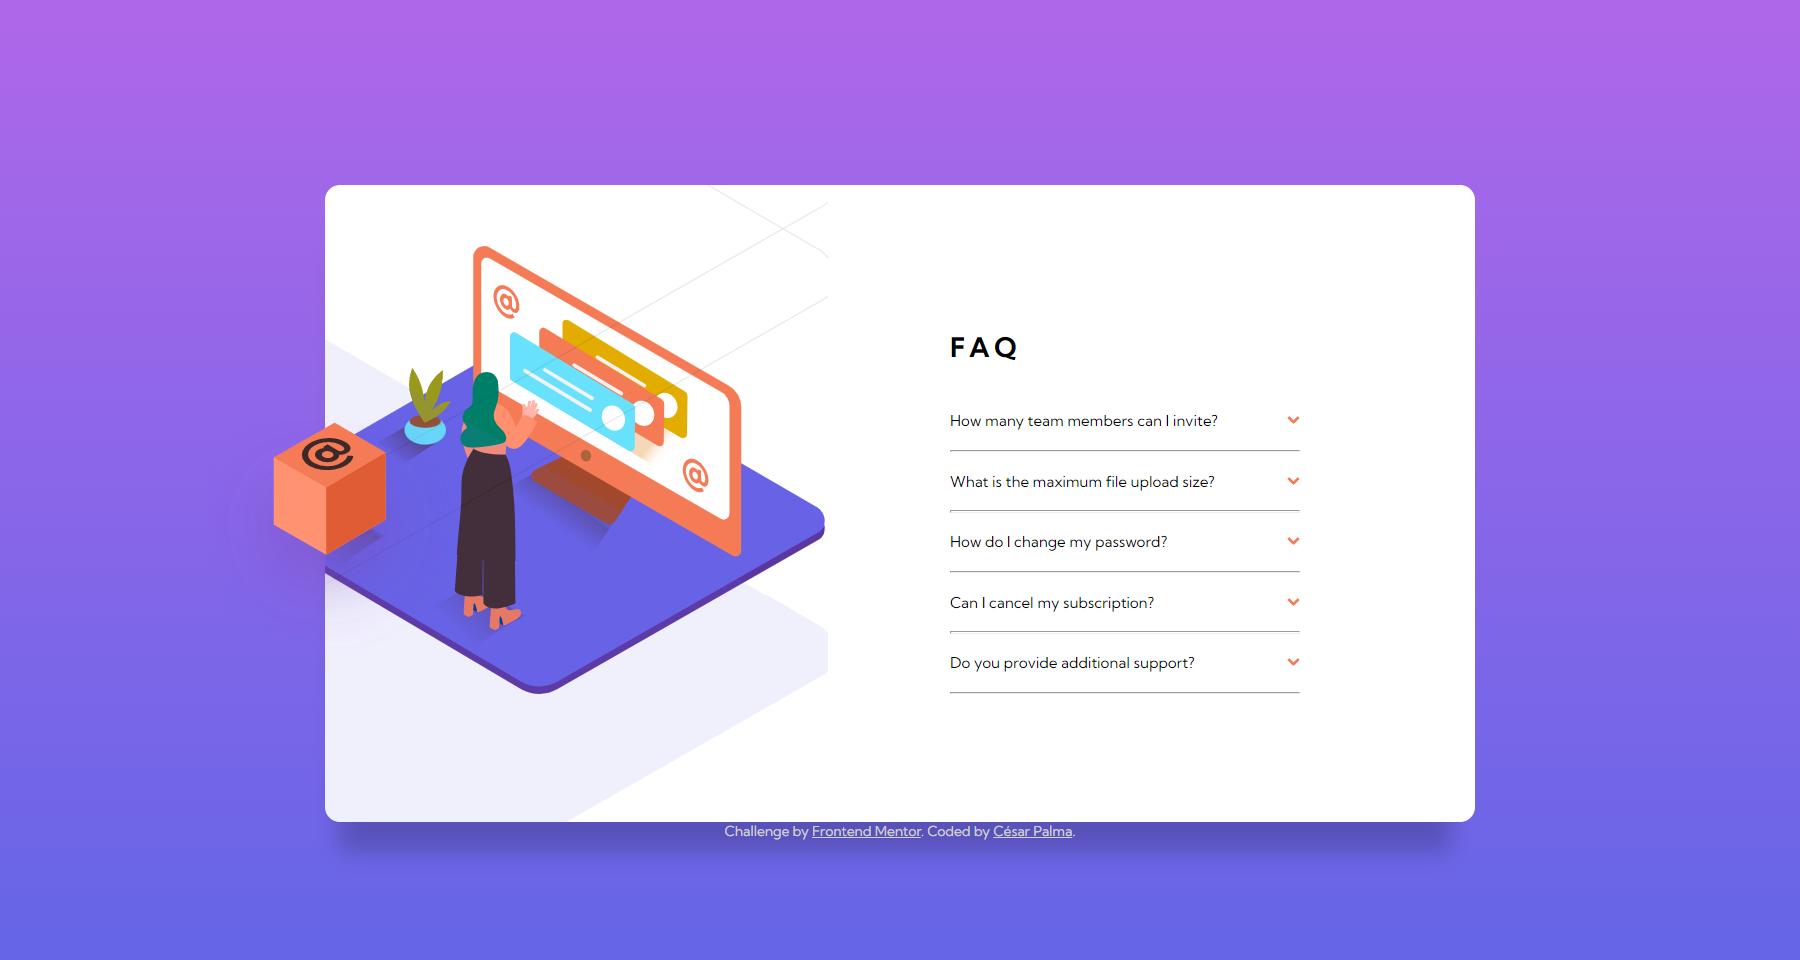 @
@
@
FAQ
How many team members can I invite?
What is the maximum file upload size?
How do I change my password?
Can I cancel my subscription?
Do you provide additional support?
Challenge by Frontend Mentor. Coded by César Palma.